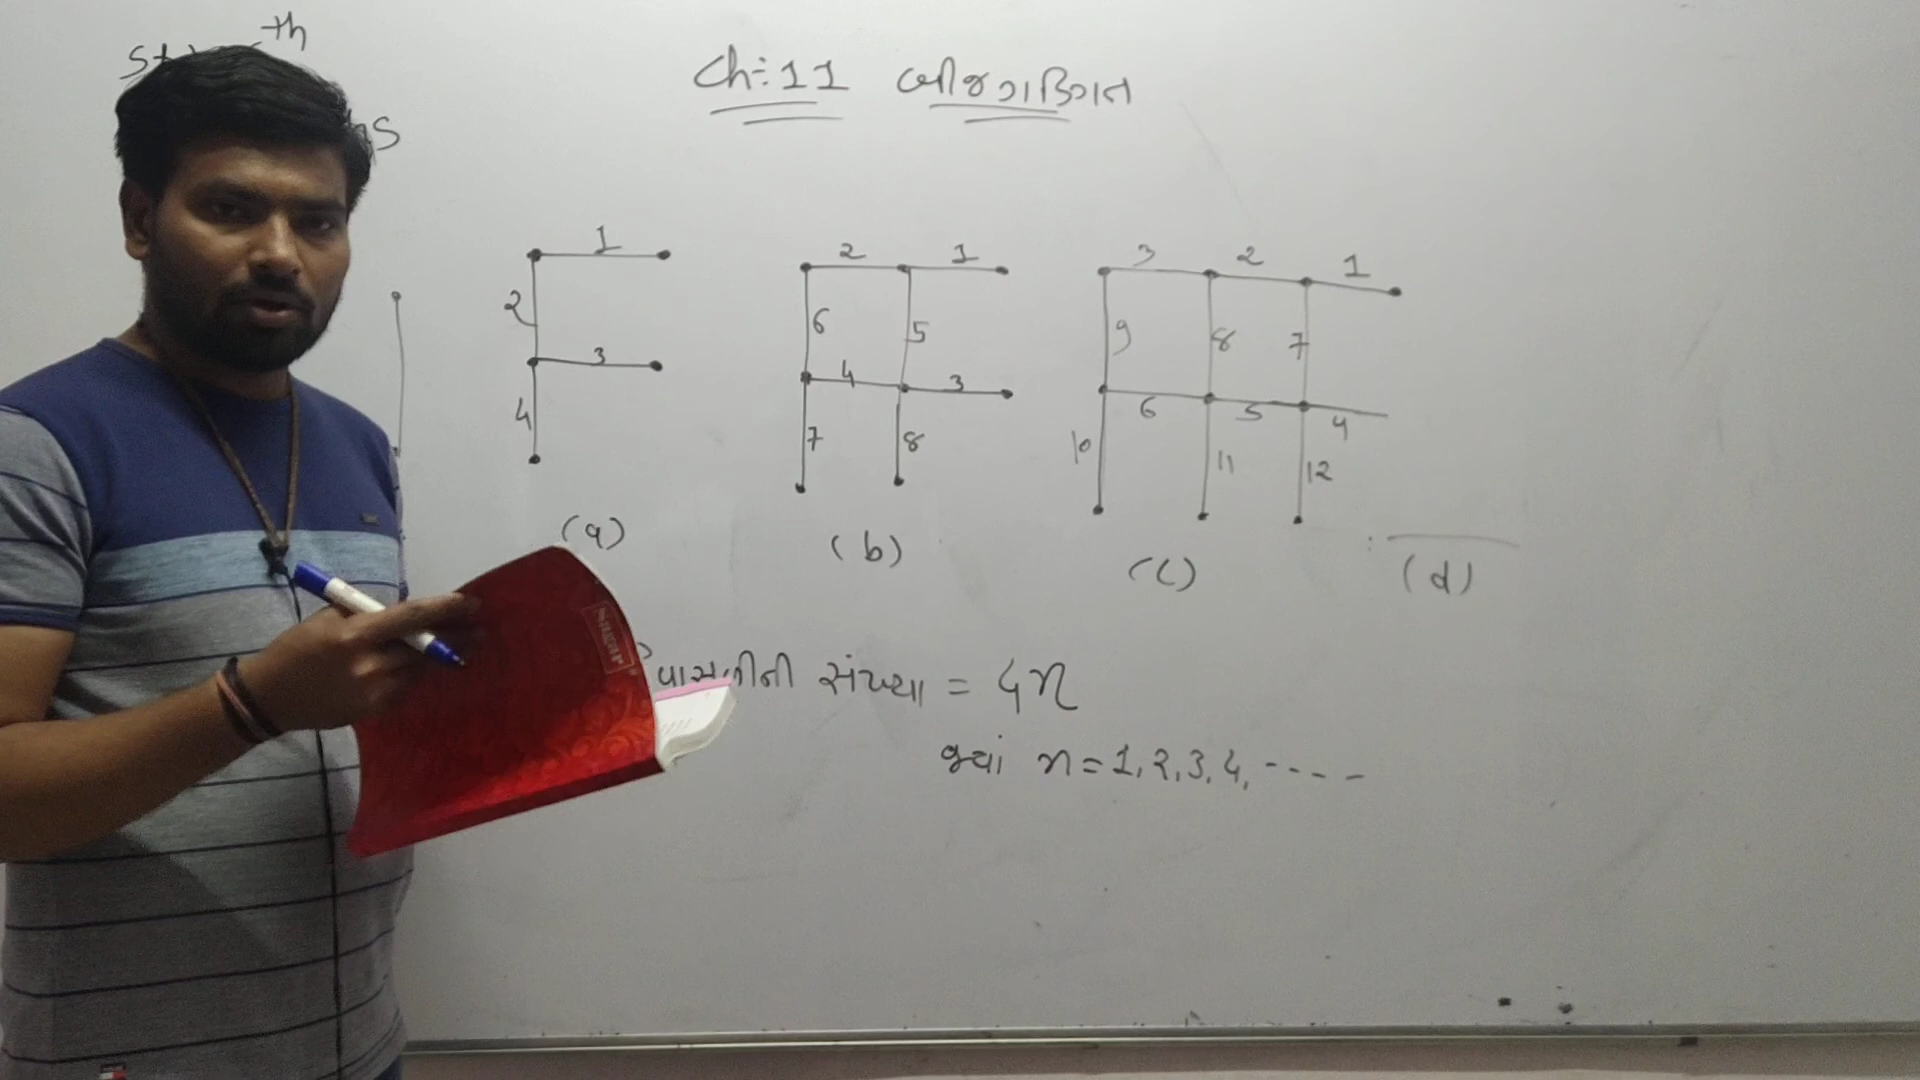 th
Ch:11 બીજગણિત
1
2
3
4
(a)
2 1
6 5
4 3
7 8
(b)
3 2 1
9 8 7
6 5 4
10 11 12
(c)
(d)
સંખ્યા = 4n
જ્યાં n = 1, 2, 3, 4, ----